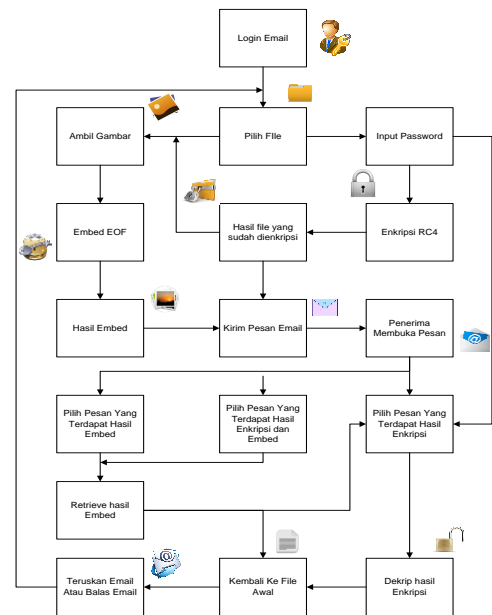 Login Email
Ambil Gambar
Pilih FIle
Input Password
Embed EOF
Hasil file yang
sudah dienkripsi
Enkripsi RC4
Hasil Embed
Kirim Pesan Email
Penerima
Membuka Pesan
Pilih Pesan Yang
Terdapat Hasil
Embed
Pilih Pesan Yang
Terdapat Hasil
Enkripsi dan
Embed
Pilih Pesan Yang
Terdapat Hasil
Enkripsi
Retrieve hasil
Embed
Teruskan Email
Atau Balas Email
Kembali Ke File
Awal
Dekrip hasil
Enkripsi